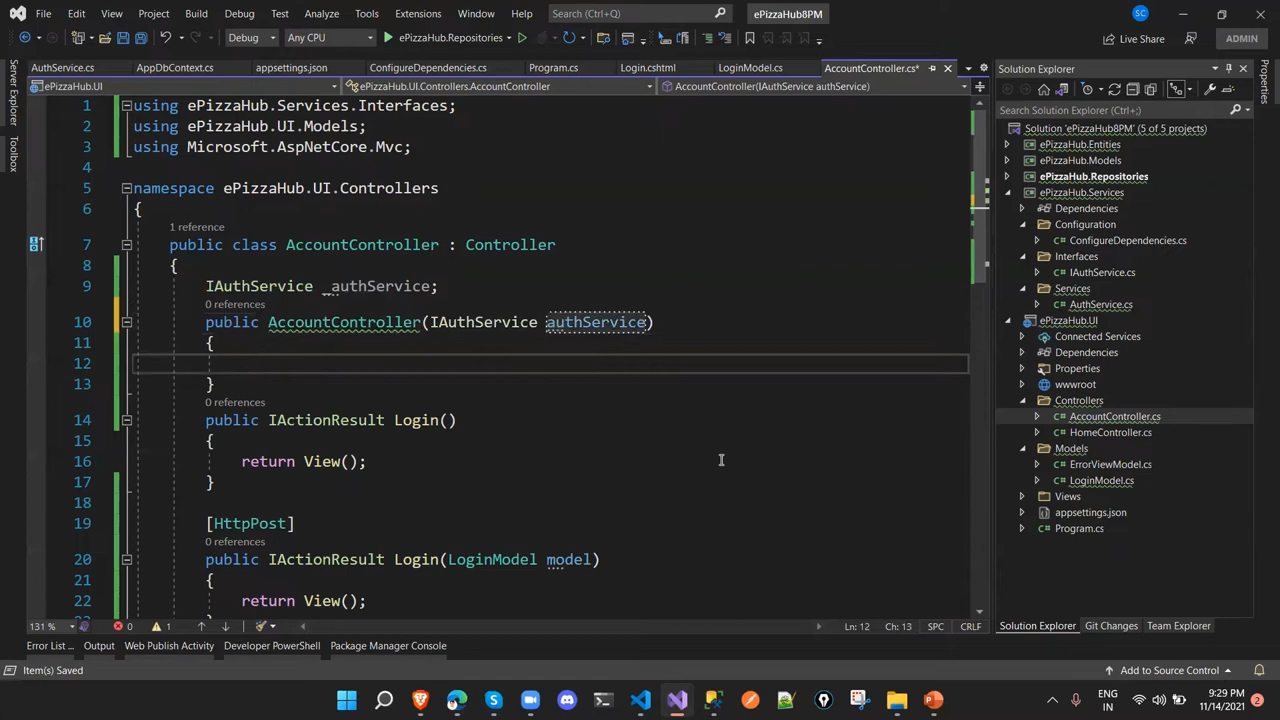 File Edit View Git Project Build Debug Test Analyze Tools Extensions Window Help Search (Ctrl+Q) ePizzaHub8PM SC
Debug Any CPU ePizzaHub.Repositories Live Share ADMIN
AuthService.cs AppDbContext.cs appsettings.json ConfigureDependencies.cs Program.cs Login.cshtml LoginModel.cs AccountController.cs*
ePizzaHub.UI ePizzaHub.UI.Controllers.AccountController AccountController(IAuthService authService)
Server Explorer
Toolbox
1 using ePizzaHub.Services.Interfaces;
2 using ePizzaHub.UI.Models;
3 using Microsoft.AspNetCore.Mvc;
4
5 namespace ePizzaHub.UI.Controllers
6 {
1 reference
7 public class AccountController : Controller
8 {
9 IAuthService _authService;
0 references
10 public AccountController(IAuthService authService)
11 {
12
13 }
0 references
14 public IActionResult Login()
15 {
16 return View();
17 }
18
19 [HttpPost]
0 references
20 public IActionResult Login(LoginModel model)
21 {
22 return View();
131 % 0 1 Ln: 12 Ch: 13 SPC CRLF
Solution Explorer
Search Solution Explorer (Ctrl+;)
Solution 'ePizzaHub8PM' (5 of 5 projects)
ePizzaHub.Entities
ePizzaHub.Models
ePizzaHub.Repositories
ePizzaHub.Services
Dependencies
Configuration
C# ConfigureDependencies.cs
Interfaces
C# IAuthService.cs
Services
C# AuthService.cs
ePizzaHub.UI
Connected Services
Dependencies
Properties
wwwroot
Controllers
C# AccountController.cs
C# HomeController.cs
Models
C# ErrorViewModel.cs
C# LoginModel.cs
Views
appsettings.json
C# Program.cs
Solution Explorer Git Changes Team Explorer
Properties
Error List ... Output Web Publish Activity Developer PowerShell Package Manager Console
Item(s) Saved Add to Source Control
ENG
IN
9:29 PM
11/14/2021
2